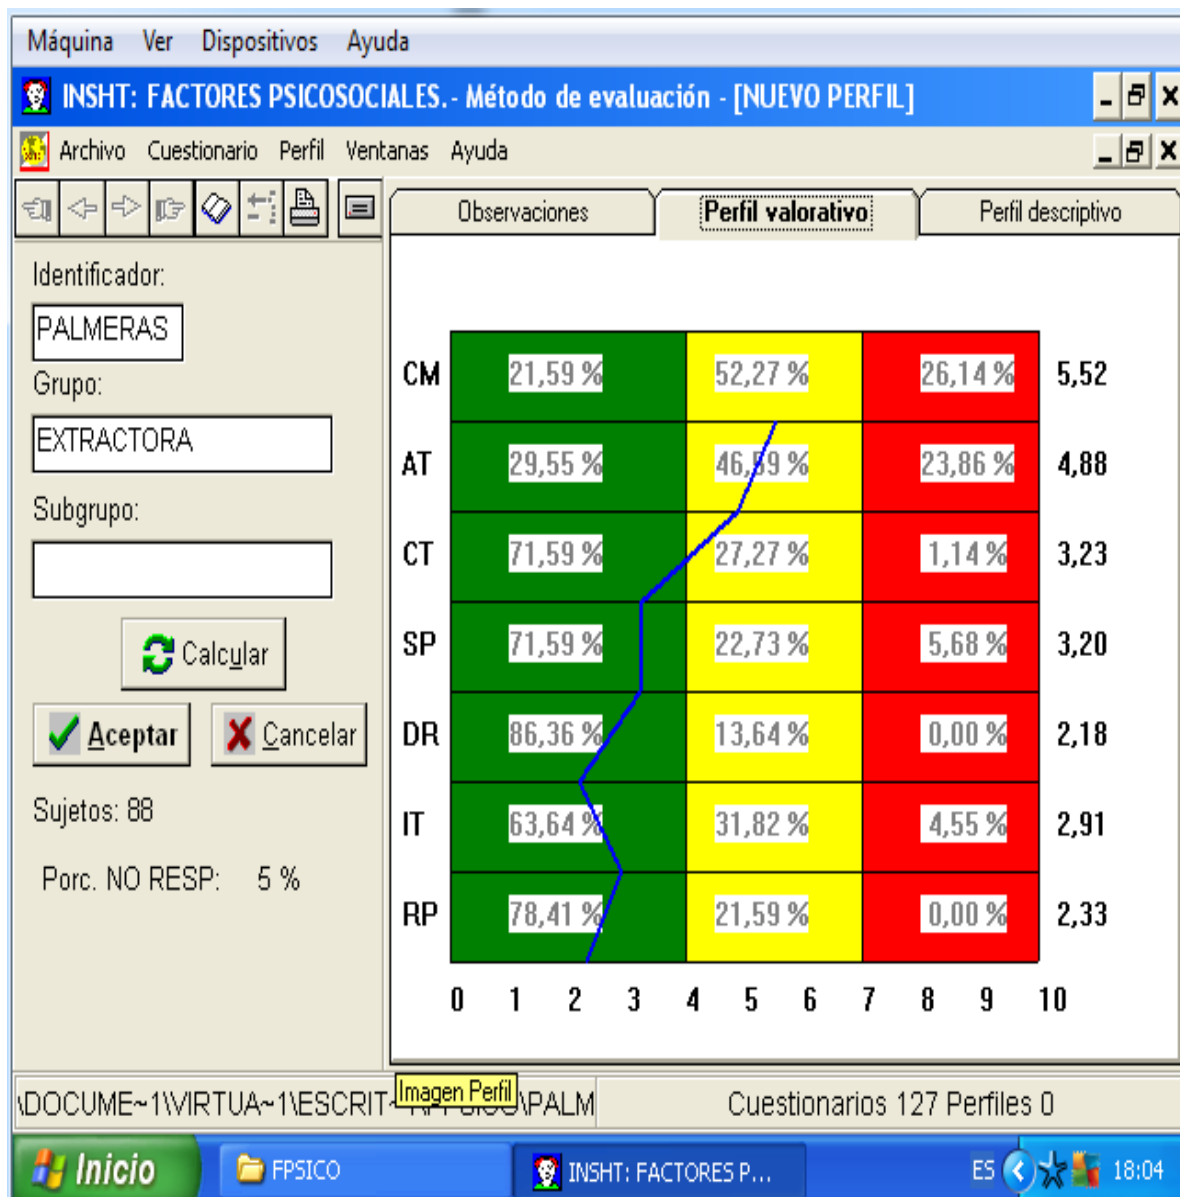 Máquina Ver Dispositivos Ayuda
INSHT: FACTORES PSICOSOCIALES.- Método de evaluación - [NUEVO PERFIL]
Archivo Cuestionario Perfil Ventanas Ayuda
Observaciones Perfil valorativo Perfil descriptivo
Identificador:
PALMERAS
Grupo:
EXTRACTORA
Subgrupo:
Calcular
Aceptar Cancelar
Sujetos: 88
Porc. NO RESP: 5 %
CM 21,59 % 52,27 % 26,14 % 5,52
AT 29,55 % 46,59 % 23,86 % 4,88
CT 71,59 % 27,27 % 1,14 % 3,23
SP 71,59 % 22,73 % 5,68 % 3,20
DR 86,36 % 13,64 % 0,00 % 2,18
IT 63,64 % 31,82 % 4,55 % 2,91
RP 78,41 % 21,59 % 0,00 % 2,33
0 1 2 3 4 5 6 7 8 9 10
Imagen Perfil
\DOCUME~1\VIRTUA~1\ESCRIT \PALM Cuestionarios 127 Perfiles 0
Inicio FPSICO INSHT: FACTORES P... ES 18:04